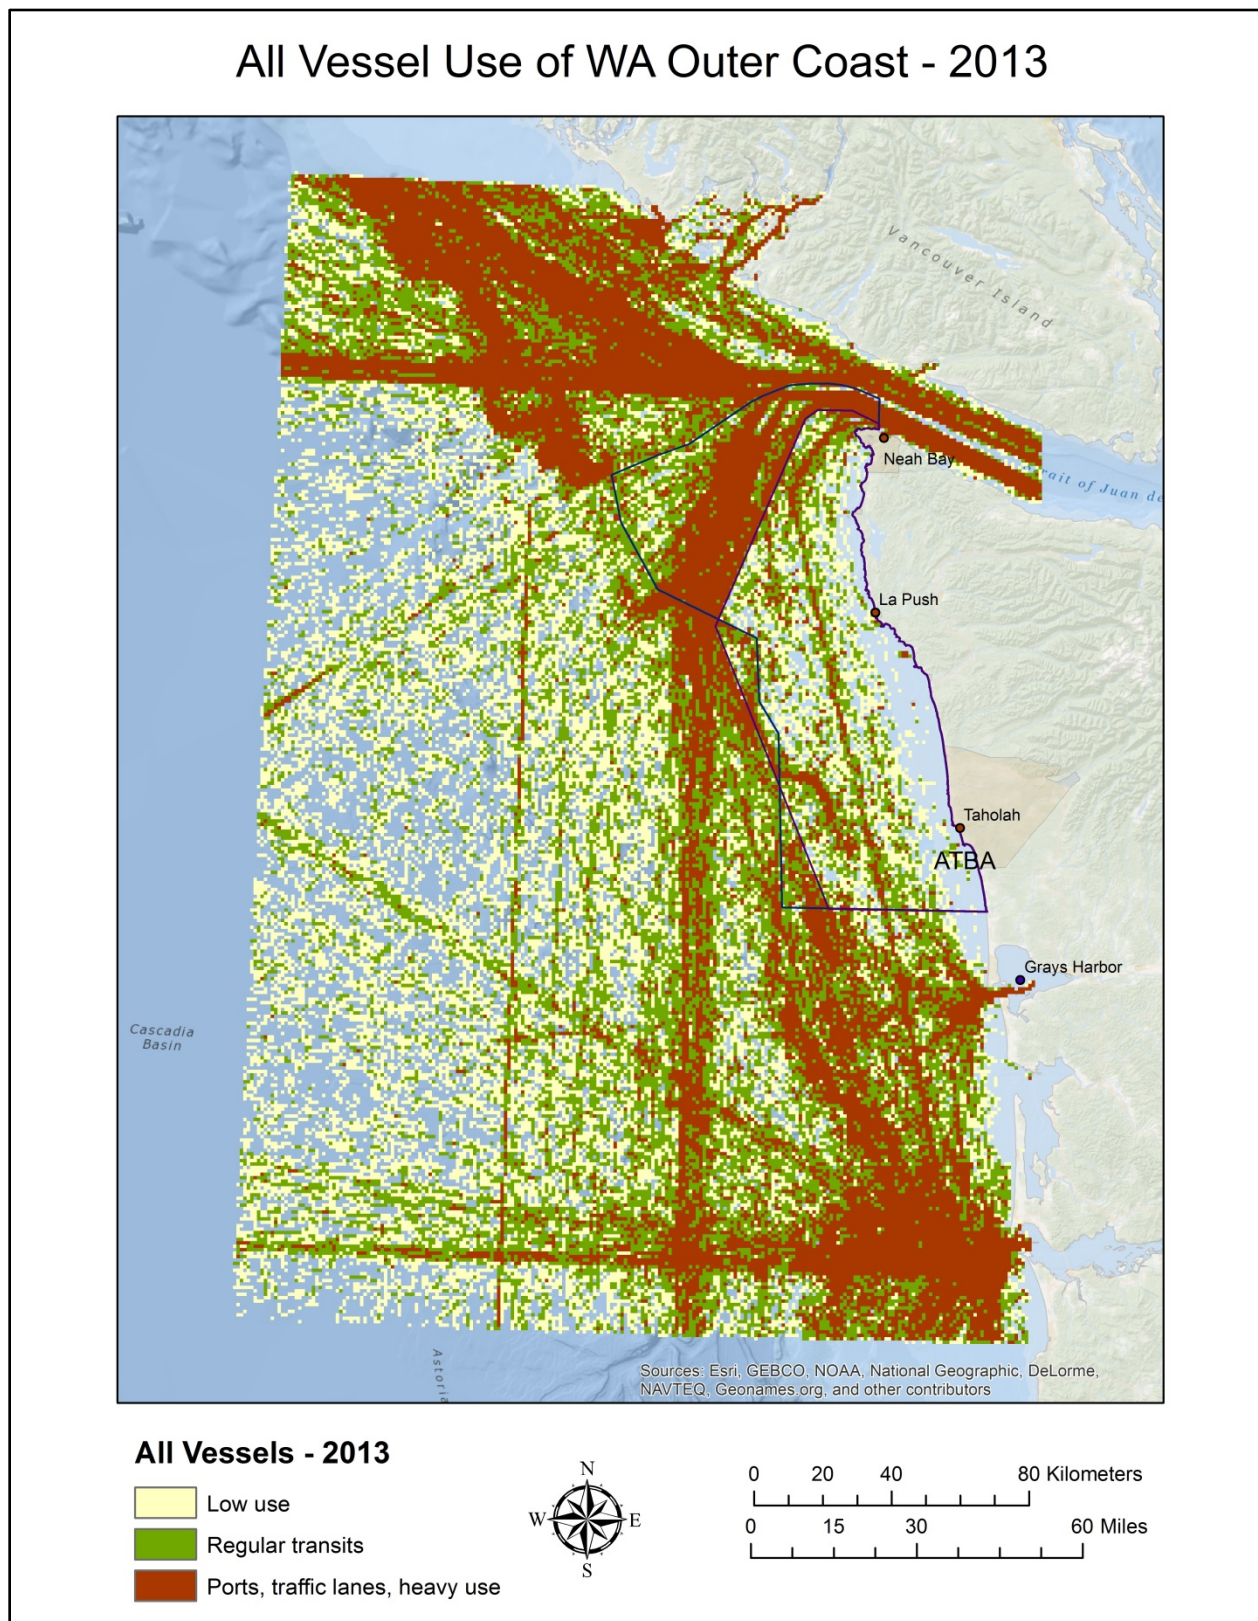 All Vessel Use of WA Outer Coast - 2013
Vancouver Island
Neah Bay
rait of Juan de
La Push
Taholah
ATBA
Grays Harbor
Cascadia
Basin
Astoria
Sources: Esri, GEBCO, NOAA, National Geographic, DeLorme,
NAVTEQ, Geonames.org, and other contributors
All Vessels - 2013
Low use
Regular transits
Ports, traffic lanes, heavy use
N
W E
S
0 20 40 80 Kilometers
0 15 30 60 Miles